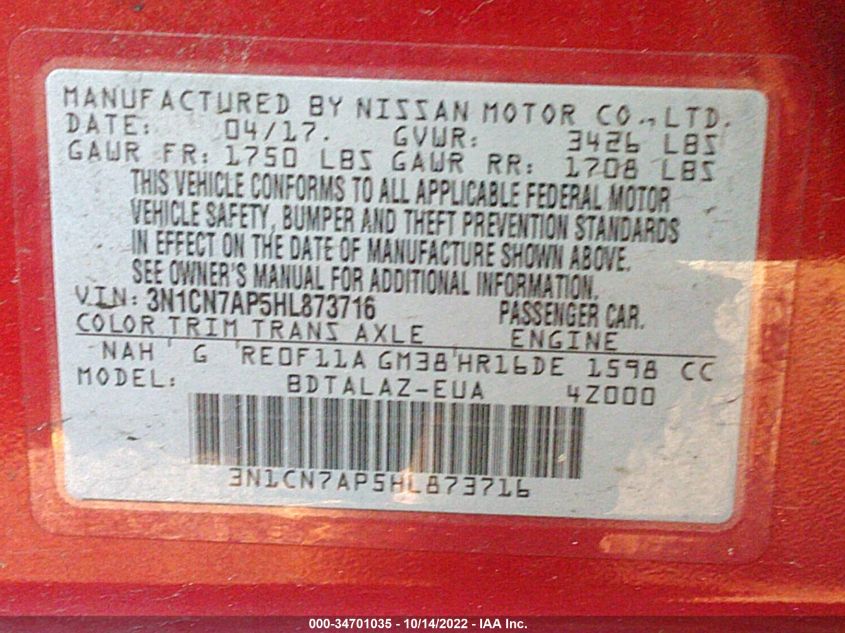 MANUFACTURED BY NISSAN MOTOR CO., LTD.
DATE: 04/17. GVWR: 3426 LBS
GAWR FR: 1750 LBS GAWR RR: 1708 LBS
THIS VEHICLE CONFORMS TO ALL APPLICABLE FEDERAL MOTOR
VEHICLE SAFETY, BUMPER AND THEFT PREVENTION STANDARDS
IN EFFECT ON THE DATE OF MANUFACTURE SHOWN ABOVE.
SEE OWNER'S MANUAL FOR ADDITIONAL INFORMATION.
VIN: 3N1CN7AP5HL873716 PASSENGER CAR.
COLOR TRIM TRANS AXLE ENGINE
NAH G RE0F11A GM38 HR16DE 1598 CC
MODEL: BDTALAZ-EUA 4Z000
3N1CN7AP5HL873716
000-34701035 - 10/14/2022 - IAA Inc.